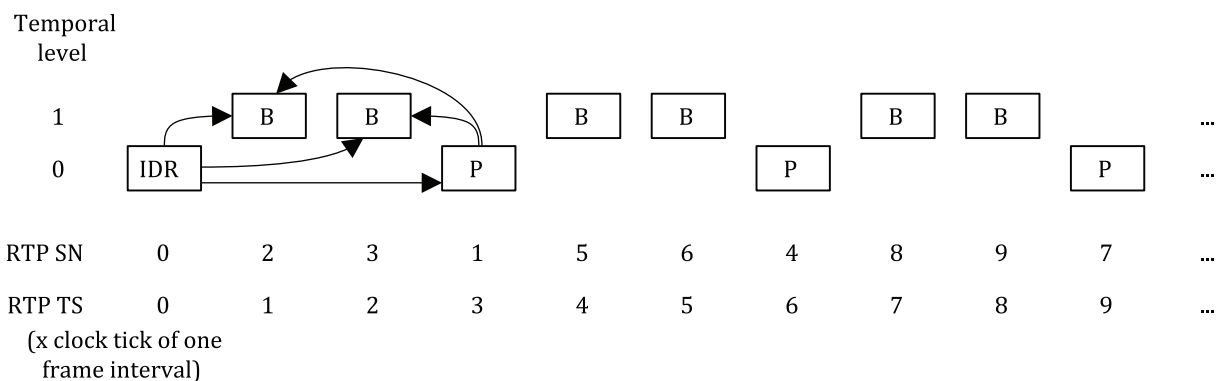 Temporal
level
1 B B B B B B ...
0 IDR P P P ...
RTP SN 0 2 3 1 5 6 4 8 9 7 ...
RTP TS 0 1 2 3 4 5 6 7 8 9 ...
(x clock tick of one
frame interval)